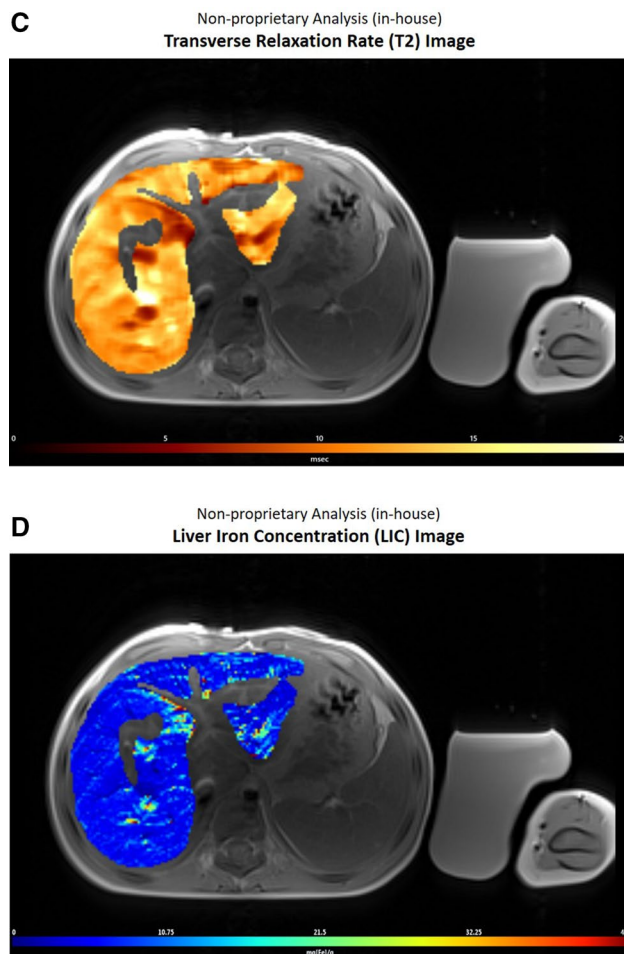 C
Non-proprietary Analysis (in-house)
Transverse Relaxation Rate (T2) Image
0 5 10 15
msec
D
Non-proprietary Analysis (in-house)
Liver Iron Concentration (LIC) Image
0 10.75 21.5 32.25